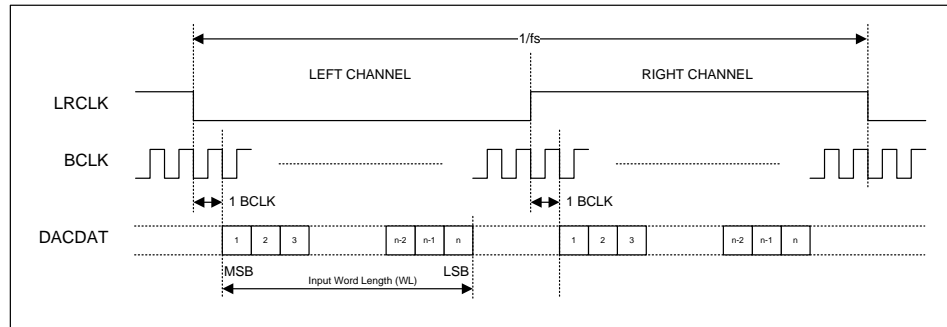 1/fs
LEFT CHANNEL RIGHT CHANNEL
LRCLK
BCLK
1 BCLK 1 BCLK
DACDAT 1 2 3 n-2 n-1 n 1 2 3 n-2 n-1 n
MSB LSB
Input Word Length (WL)